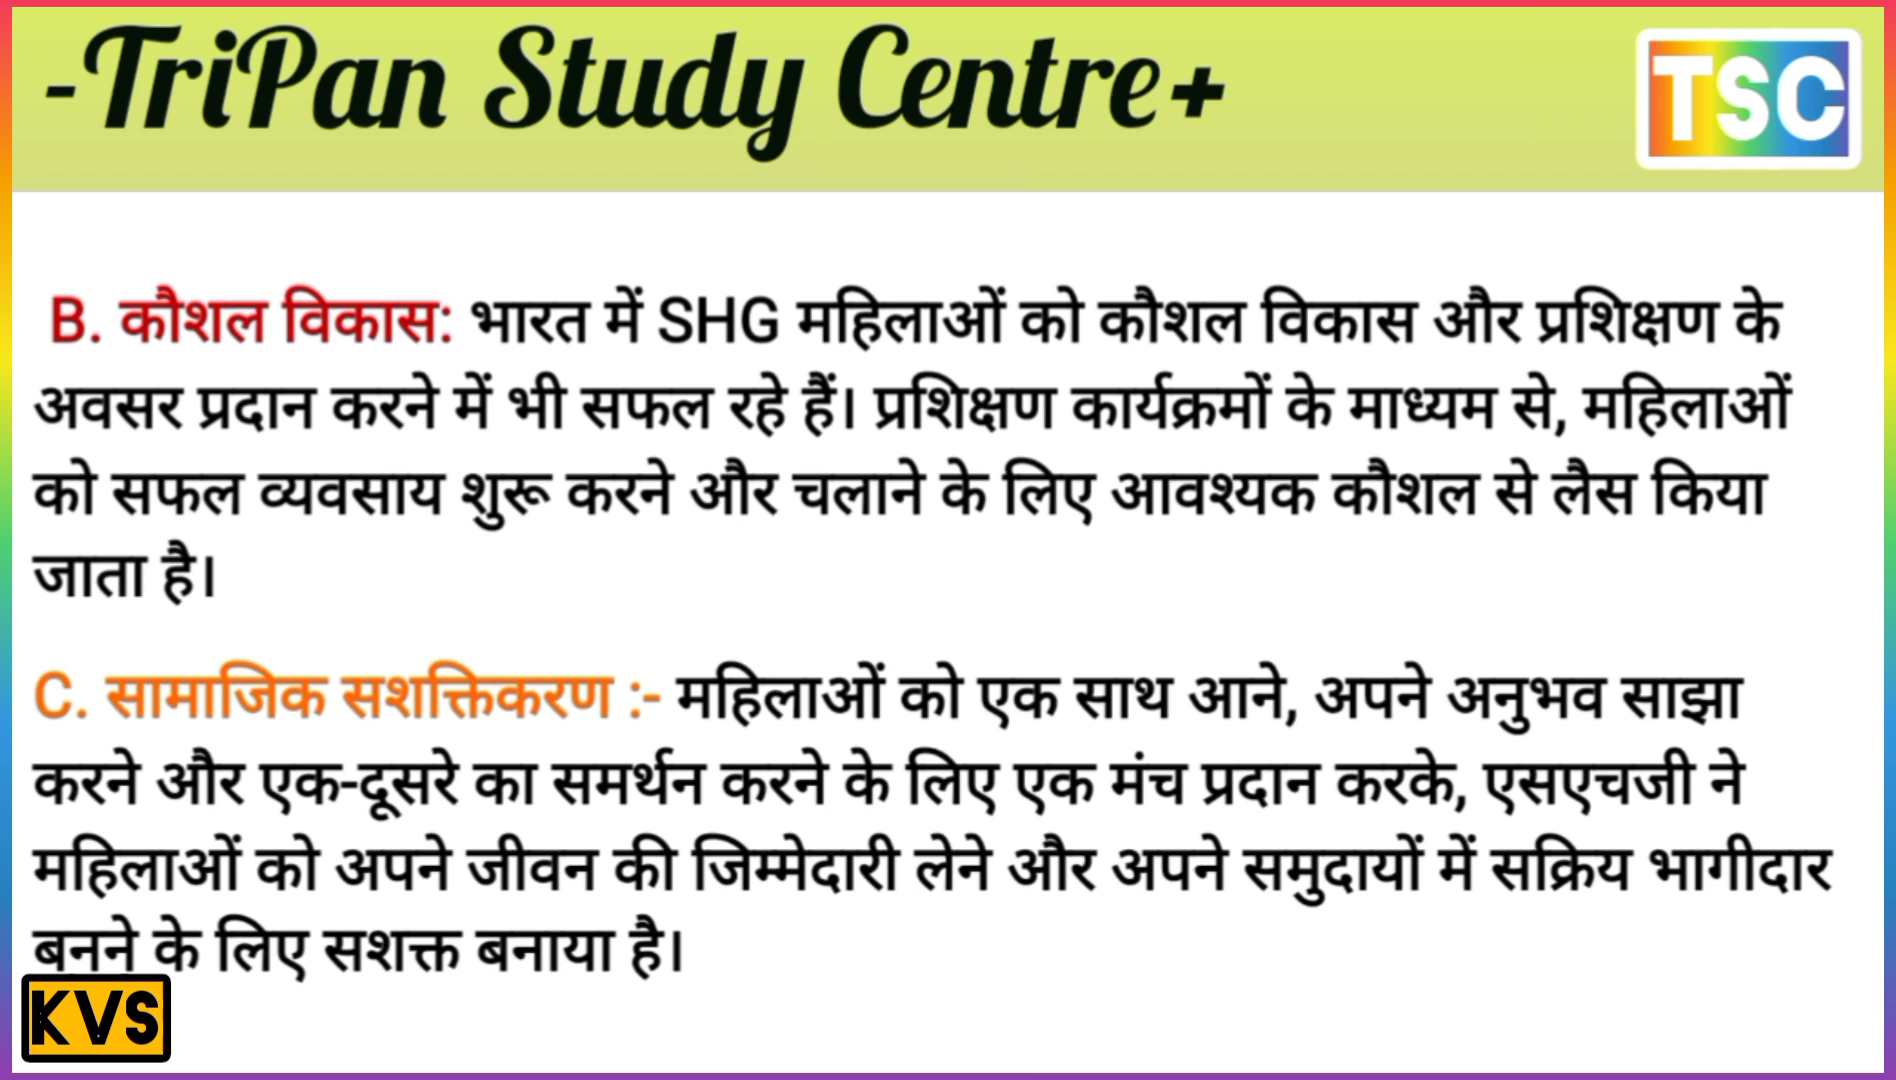 -TriPan Study Centre+
TSC
B. कौशल विकास: भारत में SHG महिलाओं को कौशल विकास और प्रशिक्षण के
अवसर प्रदान करने में भी सफल रहे हैं। प्रशिक्षण कार्यक्रमों के माध्यम से, महिलाओं
को सफल व्यवसाय शुरू करने और चलाने के लिए आवश्यक कौशल से लैस किया
जाता है।
C. सामाजिक सशक्तिकरण :- महिलाओं को एक साथ आने, अपने अनुभव साझा
करने और एक-दूसरे का समर्थन करने के लिए एक मंच प्रदान करके, एसएचजी ने
महिलाओं को अपने जीवन की जिम्मेदारी लेने और अपने समुदायों में सक्रिय भागीदार
बनने के लिए सशक्त बनाया है।
KVS